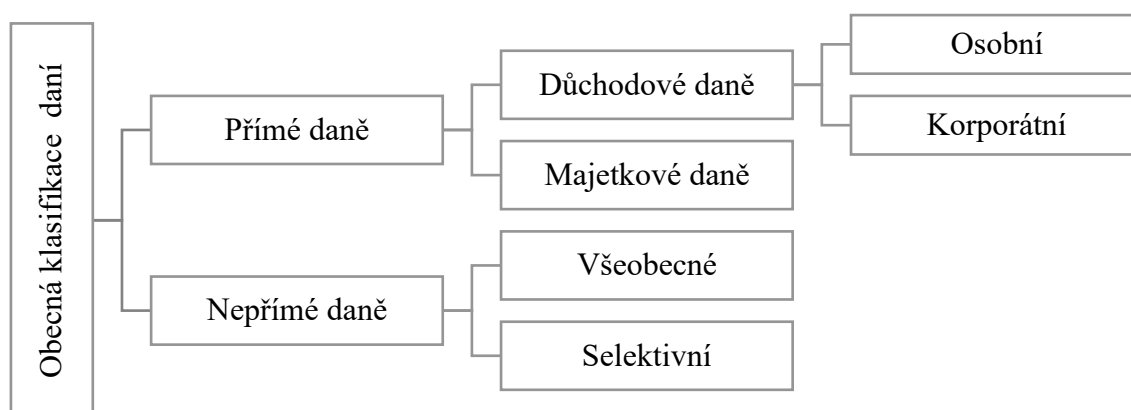 Obecná klasifikace daní
Přímé daně
Důchodové daně
Osobní
Korporátní
Majetkové daně
Nepřímé daně
Všeobecné
Selektivní